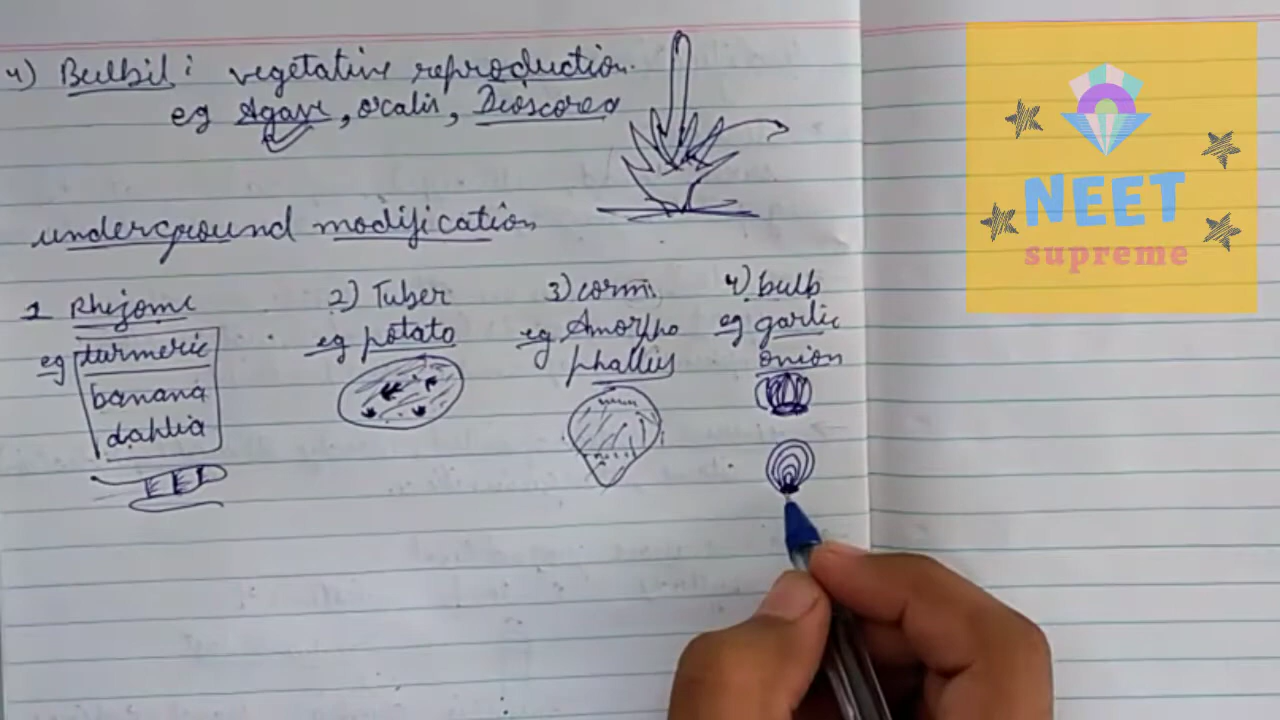 4) Bulbil : vegetative reproduction.
eg Agave, oxalis, Dioscorea
underground modification
1 Rhizome
eg turmeric
banana
dahlia
2) Tuber
eg potato
3) corm.
eg Amorpho
phallus
4) bulb
eg garlic
onion
NEET
supreme